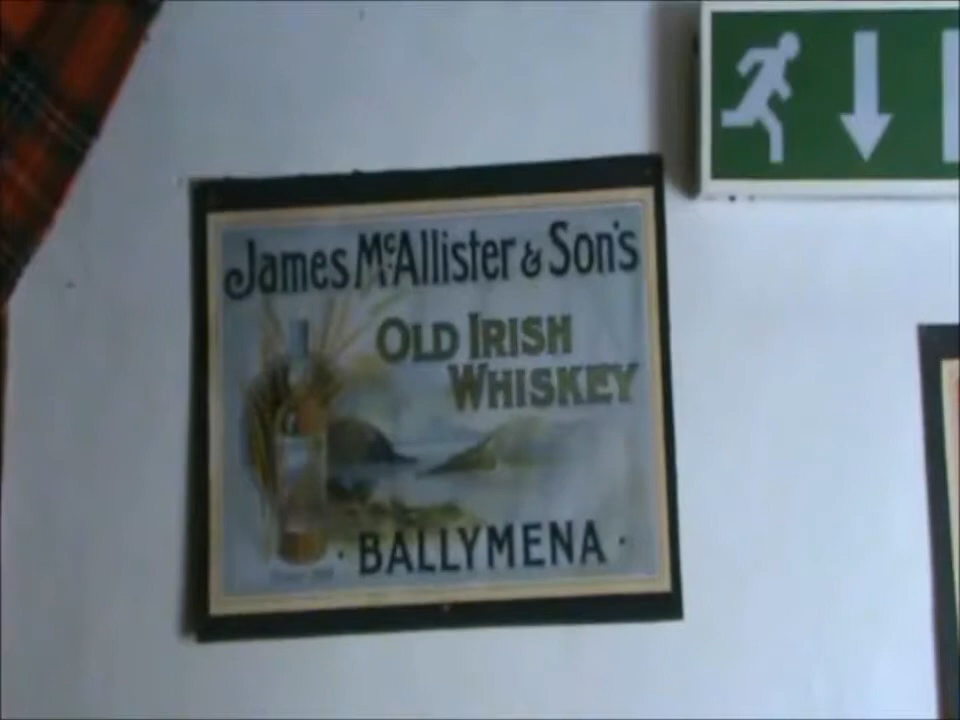 James McAllister & Son's
OLD IRISH
WHISKEY
· BALLYMENA ·